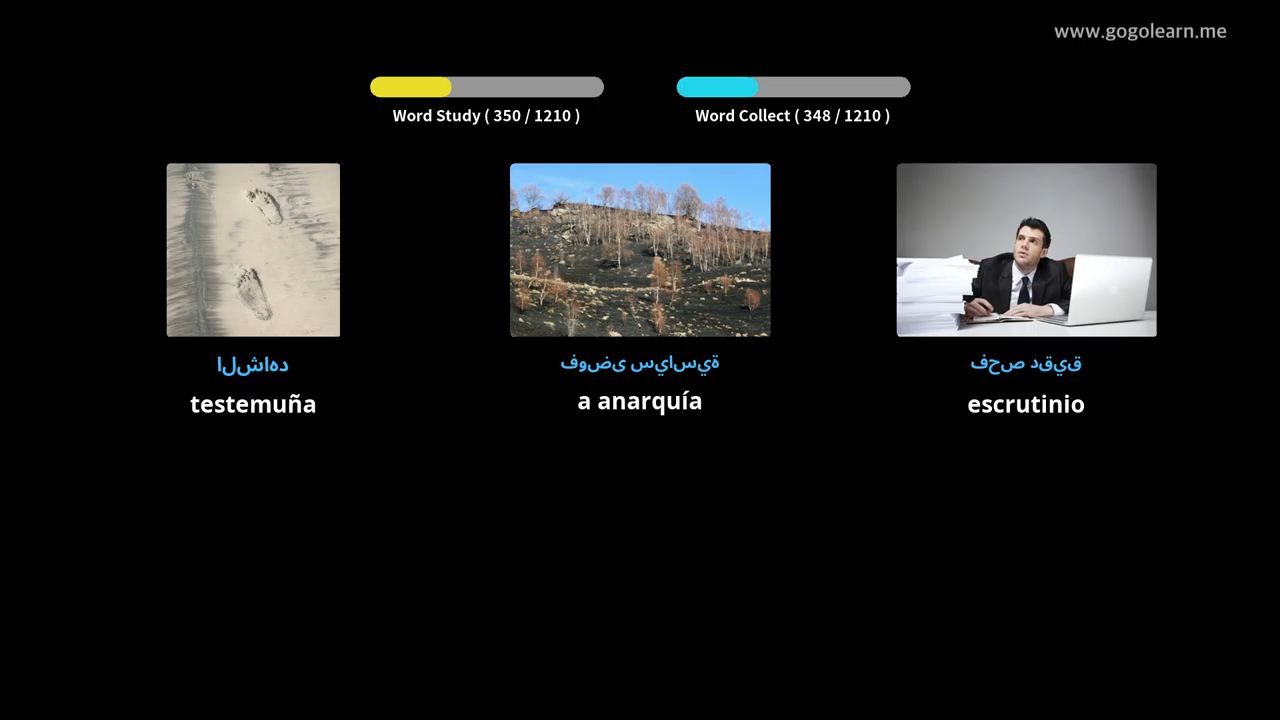 www.gogolearn.me
Word Study ( 350 / 1210 )
Word Collect ( 348 / 1210 )
الشاهد
testemuña
فوضى سياسية
a anarquía
فحص دقيق
escrutinio